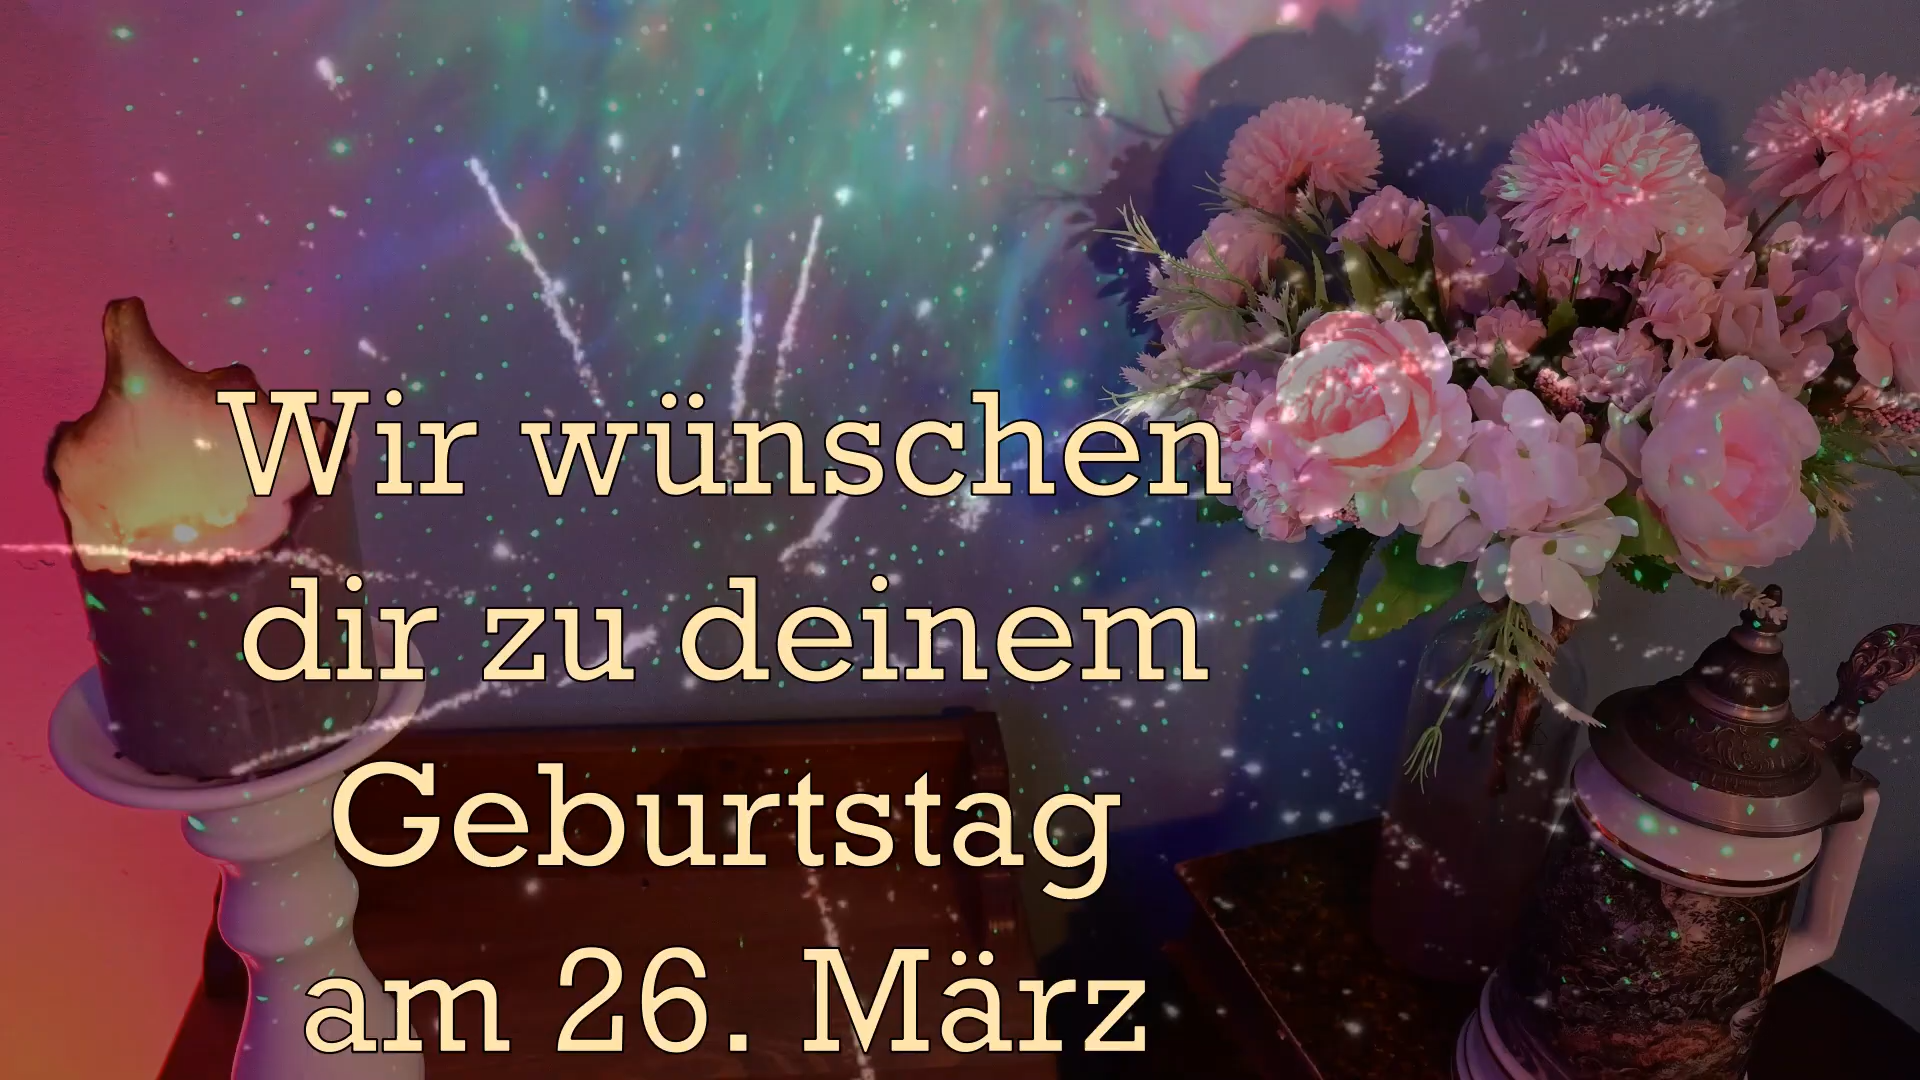 Wir wünschen
dir zu deinem
Geburtstag
am 26. März